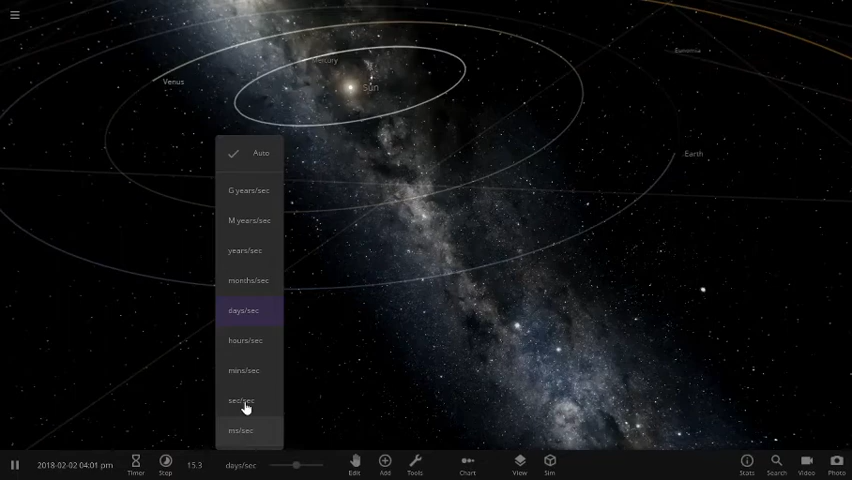 Mercury
Sun
Venus
Earth
Auto
G years/sec
M years/sec
years/sec
months/sec
days/sec
hours/sec
mins/sec
sec/sec
ms/sec
2018-02-02 04:01 pm
Timer
Step
15.3
days/sec
Edit
Add
Tools
Chart
View
Sim
Stats
Search
Video
Photo